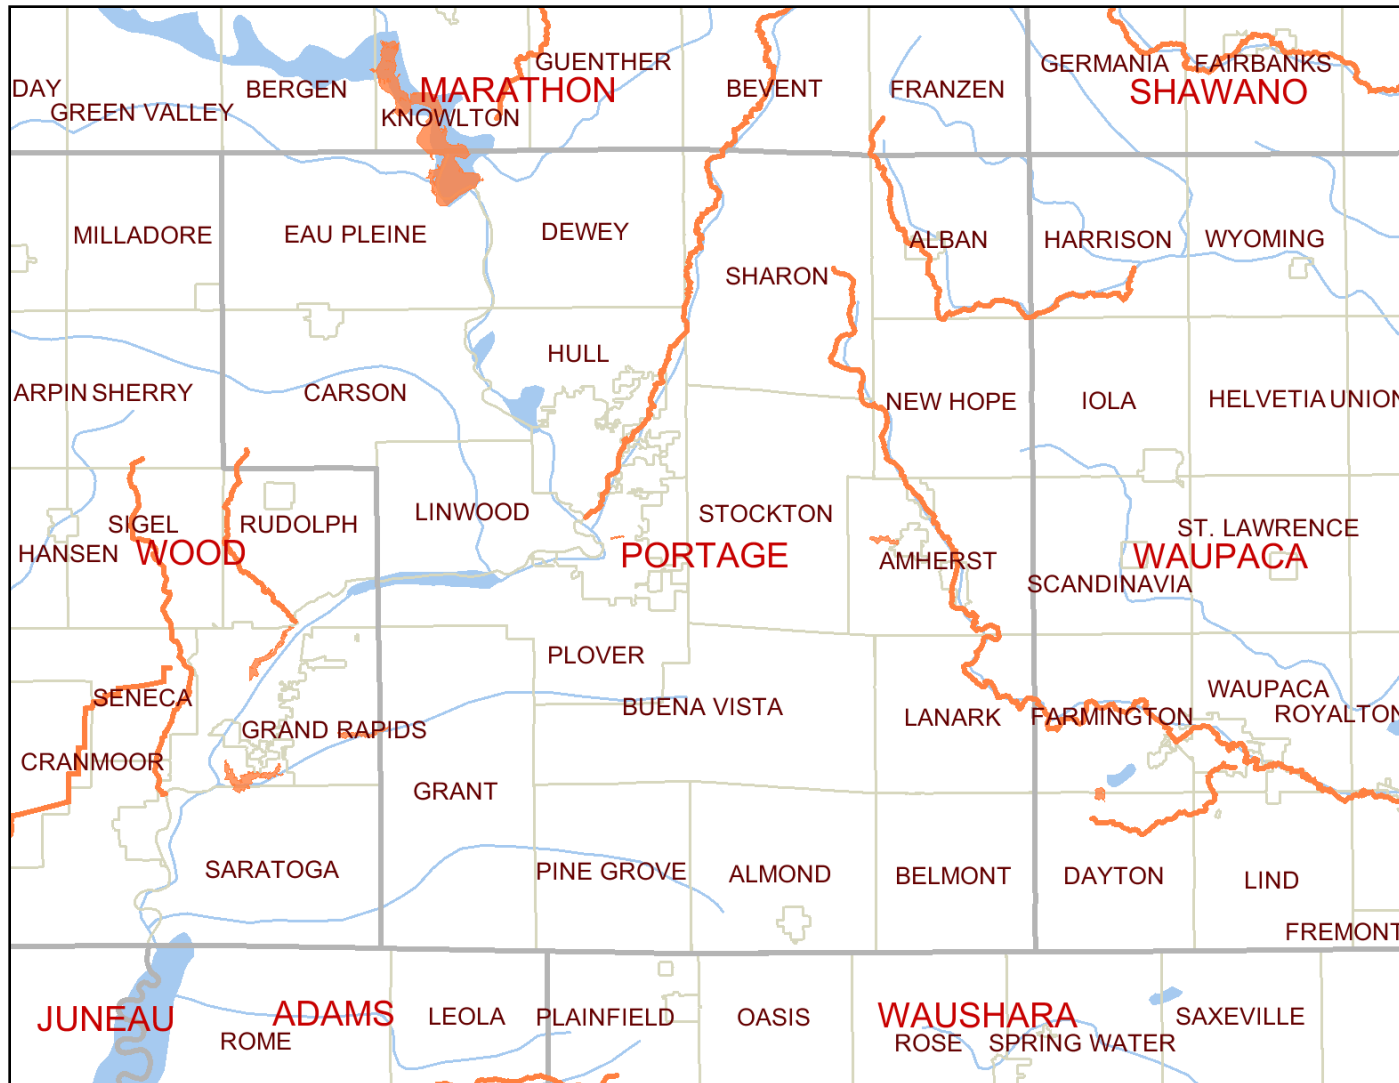 GUENTHER
GERMANIA FAIRBANKS
DAY BERGEN MARATHON BEVENT FRANZEN SHAWANO
GREEN VALLEY KNOWLTON
MILLADORE EAU PLEINE DEWEY ALBAN HARRISON WYOMING
SHARON
HULL
ARPIN SHERRY CARSON NEW HOPE IOLA HELVETIA UNION
SIGEL RUDOLPH LINWOOD STOCKTON ST. LAWRENCE
HANSEN WOOD PORTAGE AMHERST WAUPACA
SCANDINAVIA
PLOVER
SENECA BUENA VISTA LANARK FARMINGTON WAUPACA
ROYALTON
GRAND RAPIDS
CRANMOOR GRANT
SARATOGA PINE GROVE ALMOND BELMONT DAYTON LIND
FREMONT
JUNEAU ADAMS LEOLA PLAINFIELD OASIS WAUSHARA SAXEVILLE
ROME ROSE SPRING WATER